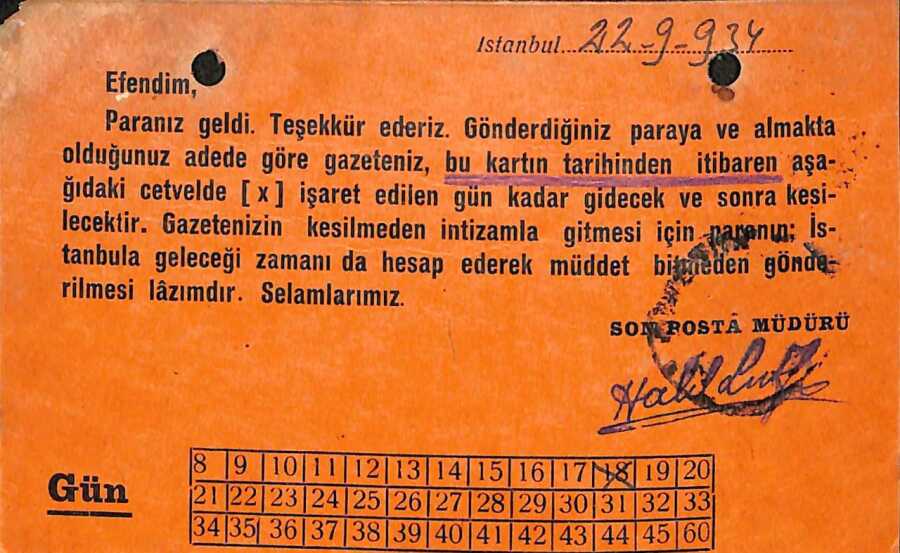 Istanbul 22-9-934
Efendim,
Paranız geldi. Teşekkür ederiz. Gönderdiğiniz paraya ve almakta
olduğunuz adede göre gazeteniz, bu kartın tarihinden itibaren aşa-
ğıdaki cetvelde [x] işaret edilen gün kadar gidecek ve sonra kesi-
lecektir. Gazetenizin kesilmeden intizamla gitmesi için paranın; İs-
tanbula geleceği zamanı da hesap ederek müddet bitmeden gönde-
rilmesi lâzımdır. Selamlarımız.
SON POSTA MÜDÜRÜ
Halil Lutfi
Gün
8 9 10 11 12 13 14 15 16 17 18 19 20
21 22 23 24 25 26 27 28 29 30 31 32 33
34 35 36 37 38 39 40 41 42 43 44 45 60